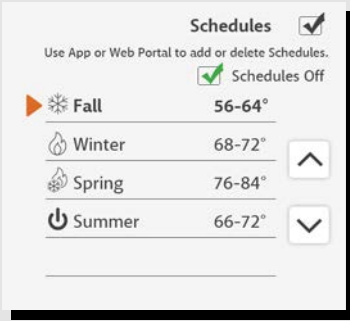 Schedules
Use App or Web Portal to add or delete Schedules.
Schedules Off
Fall 56-64°
Winter 68-72°
Spring 76-84°
Summer 66-72°